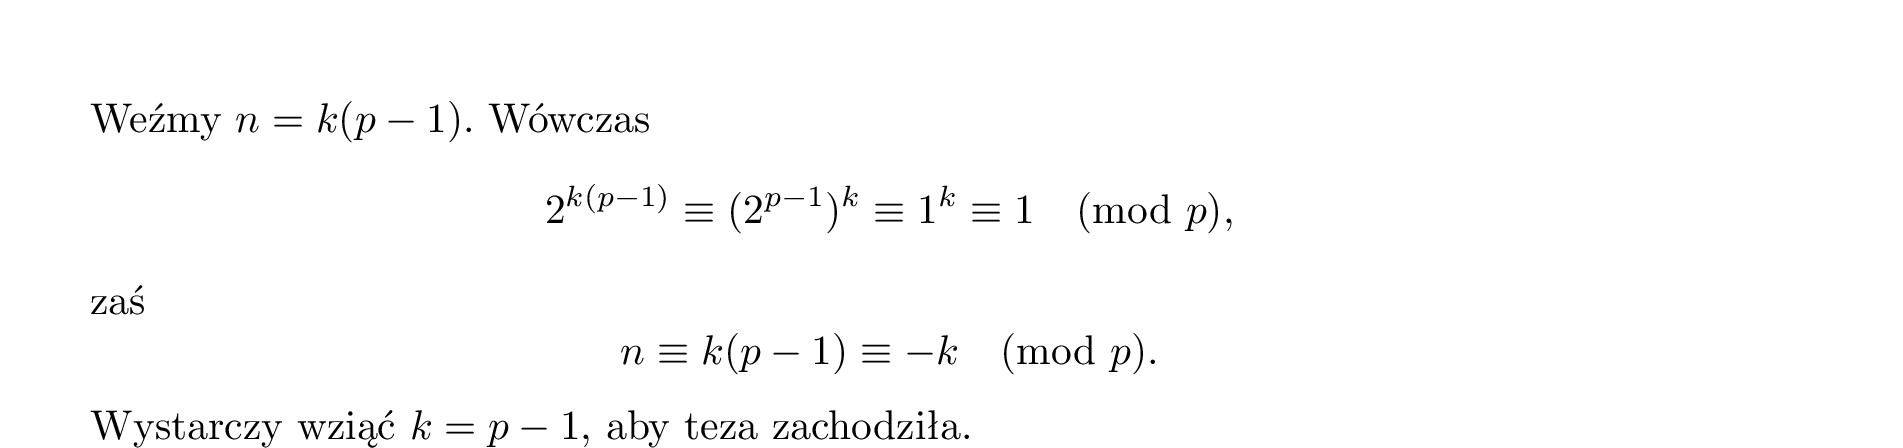 Weźmy n = k(p − 1). Wówczas
2^{k(p−1)} ≡ (2^{p−1})^k ≡ 1^k ≡ 1 (mod p),
zaś
n ≡ k(p − 1) ≡ −k (mod p).
Wystarczy wziąć k = p − 1, aby teza zachodziła.